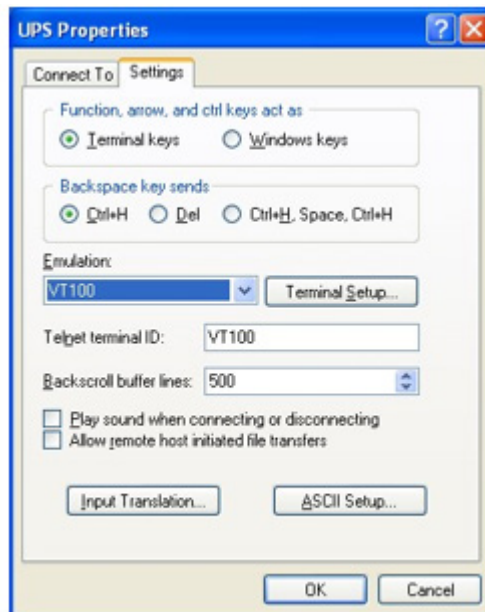 UPS Properties
Connect To Settings
Function, arrow, and ctrl keys act as
Terminal keys Windows keys
Backspace key sends
Ctrl+H Del Ctrl+H, Space, Ctrl+H
Emulation:
VT100 Terminal Setup...
Telnet terminal ID: VT100
Backscroll buffer lines: 500
Play sound when connecting or disconnecting
Allow remote host initiated file transfers
Input Translation... ASCII Setup...
OK Cancel